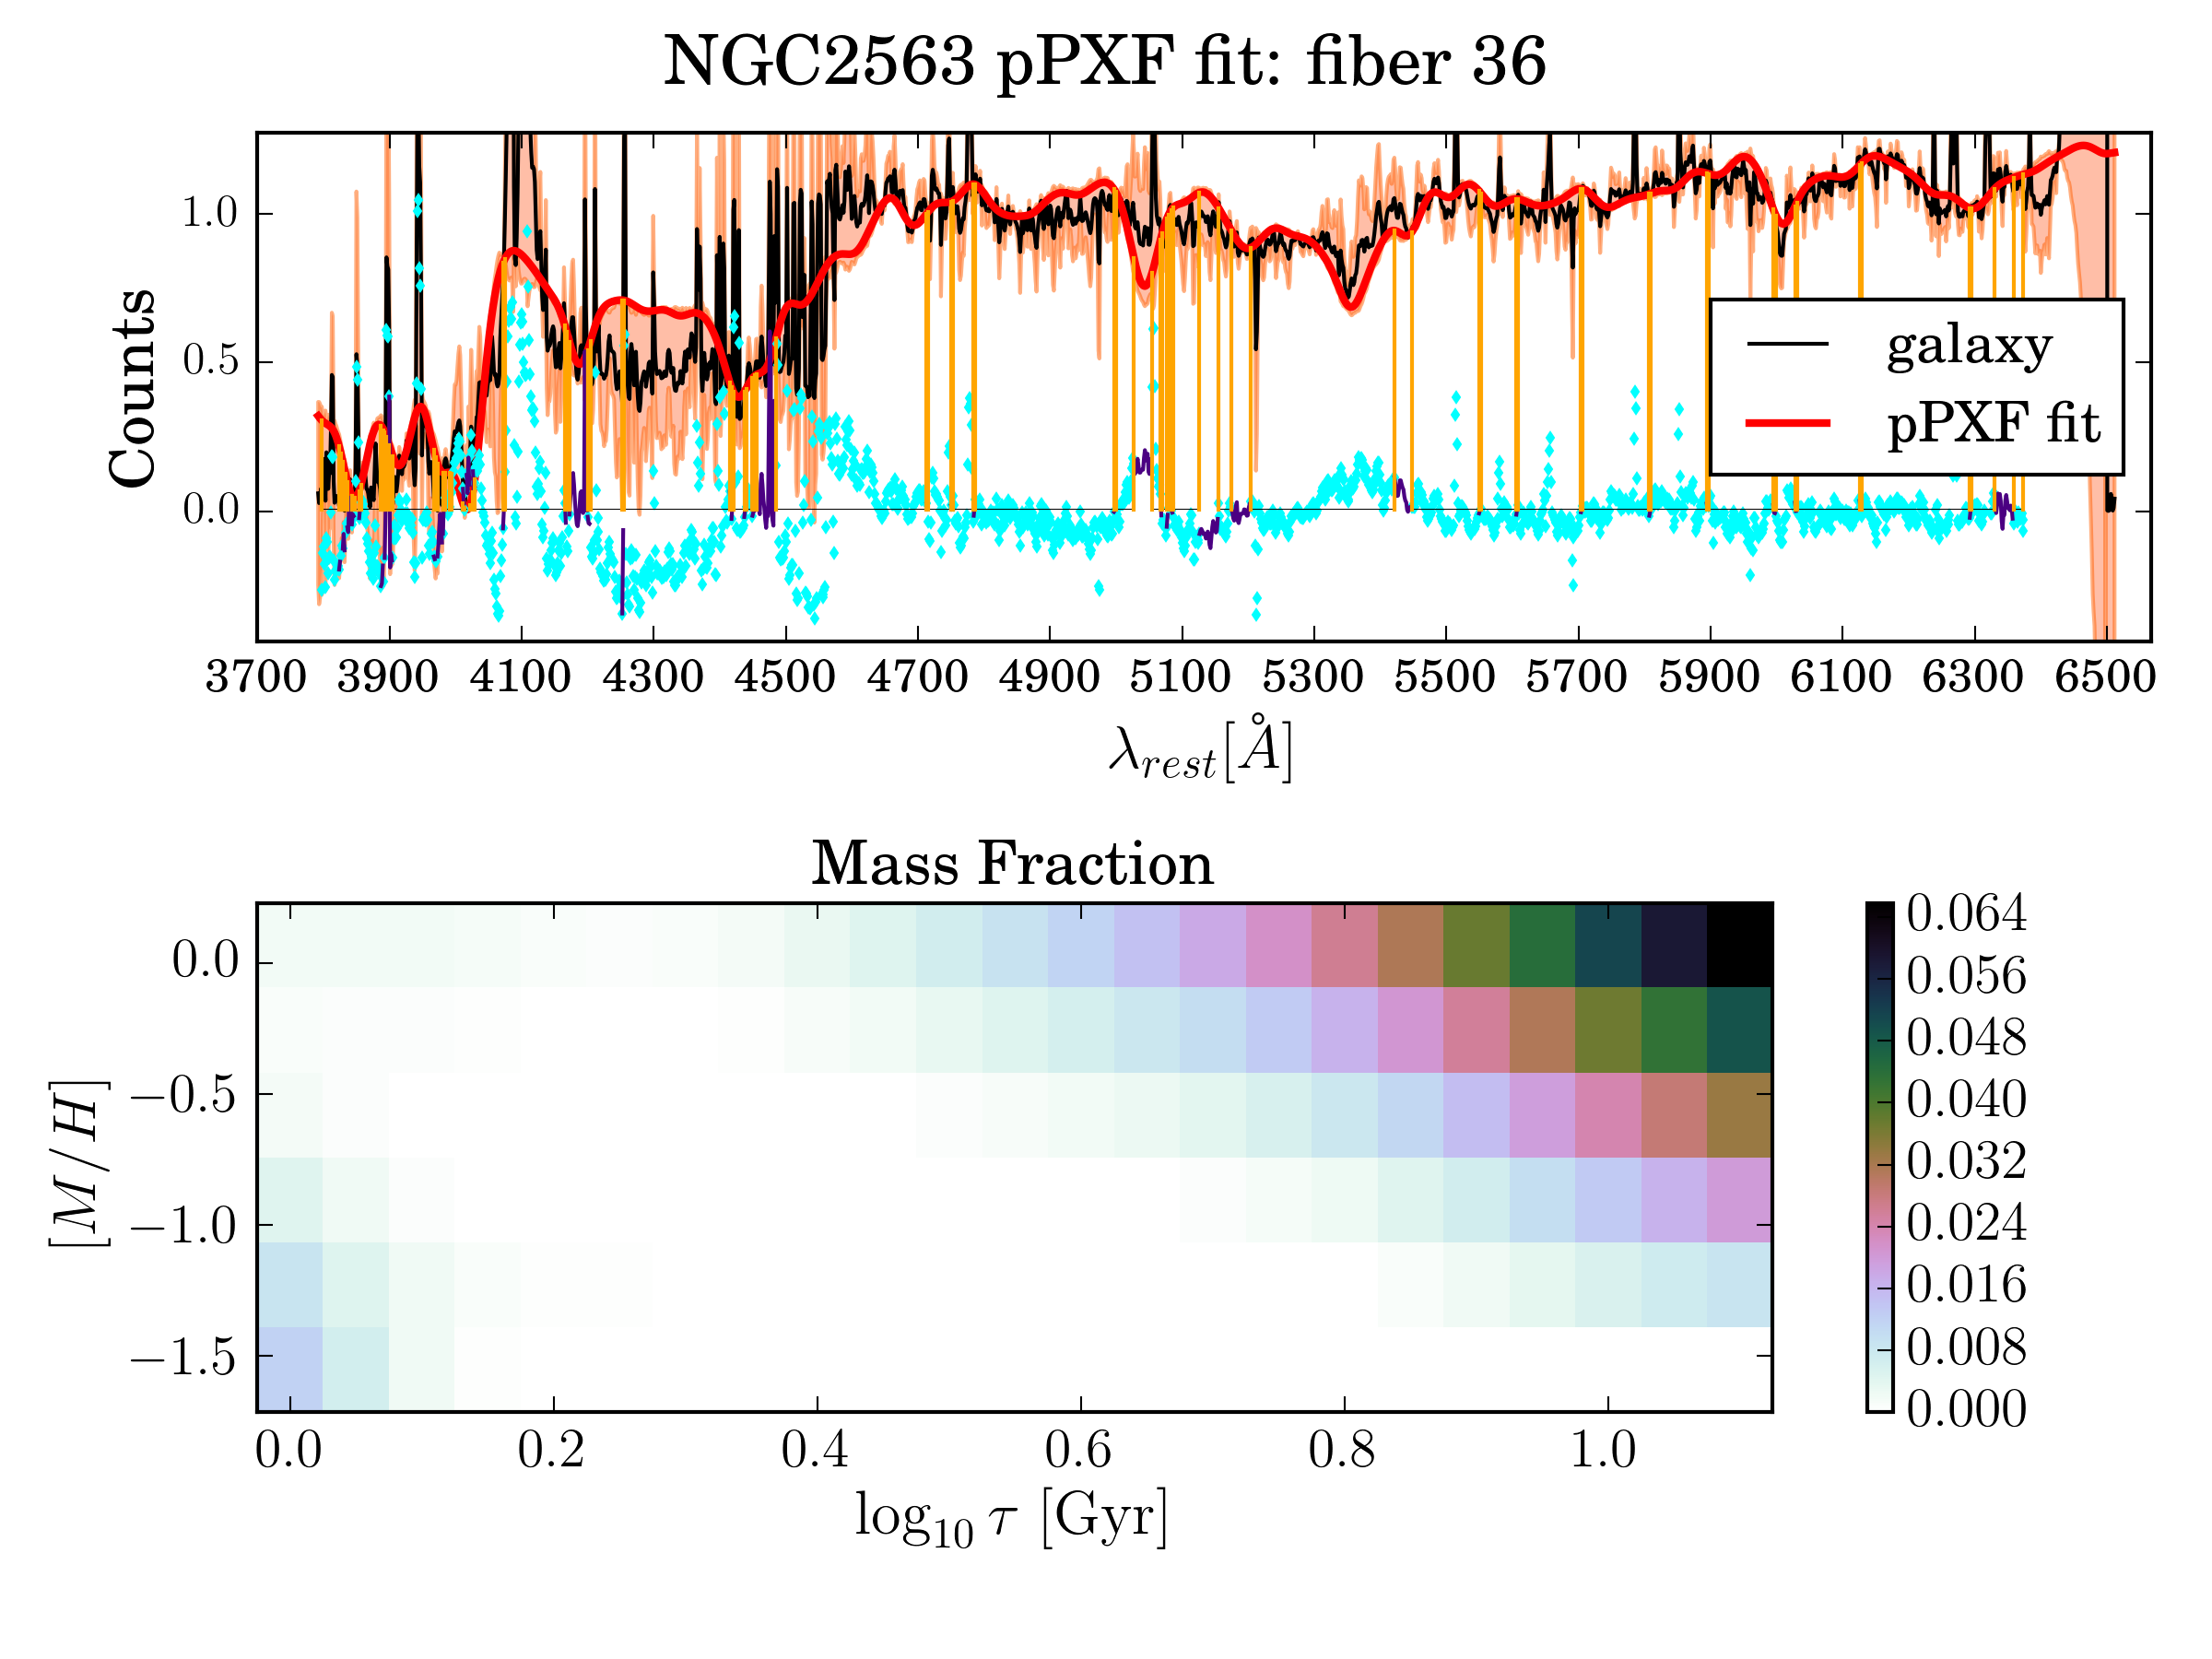 NGC2563 pPXF fit: fiber 36
Counts
1.0
0.5
0.0
galaxy
pPXF fit
3700 3900 4100 4300 4500 4700 4900 5100 5300 5500 5700 5900 6100 6300 6500
λ_rest[Å]
Mass Fraction
[M/H]
0.0
−0.5
−1.0
−1.5
0.0 0.2 0.4 0.6 0.8 1.0
log₁₀ τ [Gyr]
0.064
0.056
0.048
0.040
0.032
0.024
0.016
0.008
0.000